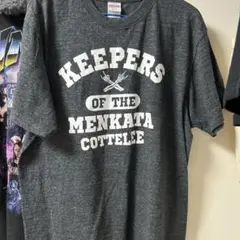 KEEPERS
OF THE
MENKATA
COTTELEE